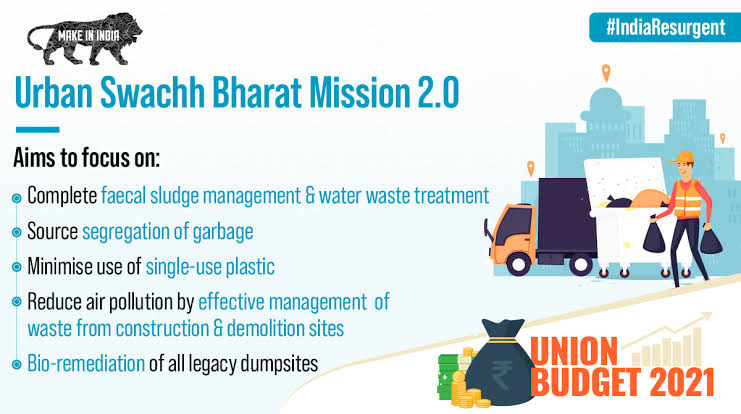 MAKE IN INDIA
#IndiaResurgent
Urban Swachh Bharat Mission 2.0
Aims to focus on:
Complete faecal sludge management & water waste treatment
Source segregation of garbage
Minimise use of single-use plastic
Reduce air pollution by effective management of
waste from construction & demolition sites
Bio-remediation of all legacy dumpsites
₹
UNION
BUDGET 2021